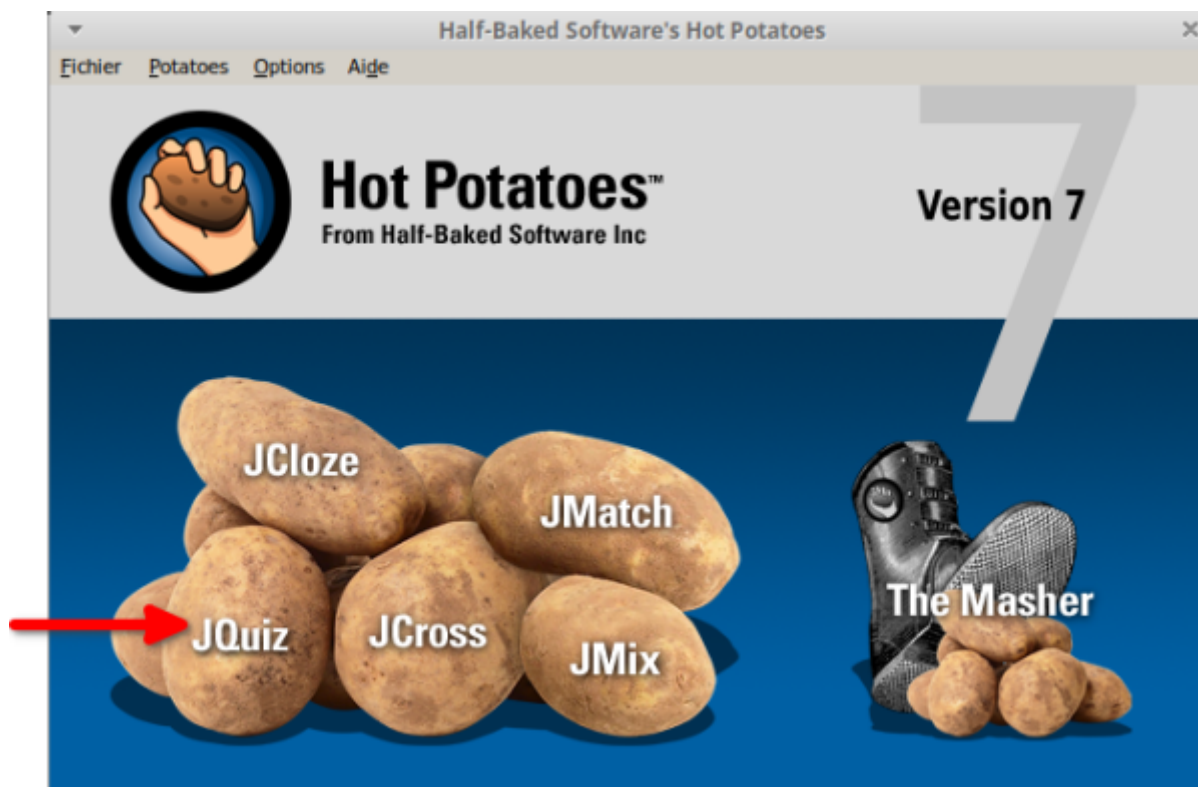 Half-Baked Software's Hot Potatoes
Fichier Potatoes Options Aide
Hot Potatoes™
From Half-Baked Software Inc
Version 7
7
JCloze
JMatch
JQuiz
JCross
JMix
The Masher